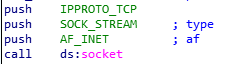 push IPPROTO_TCP
push SOCK_STREAM ; type
push AF_INET ; af
call ds:socket